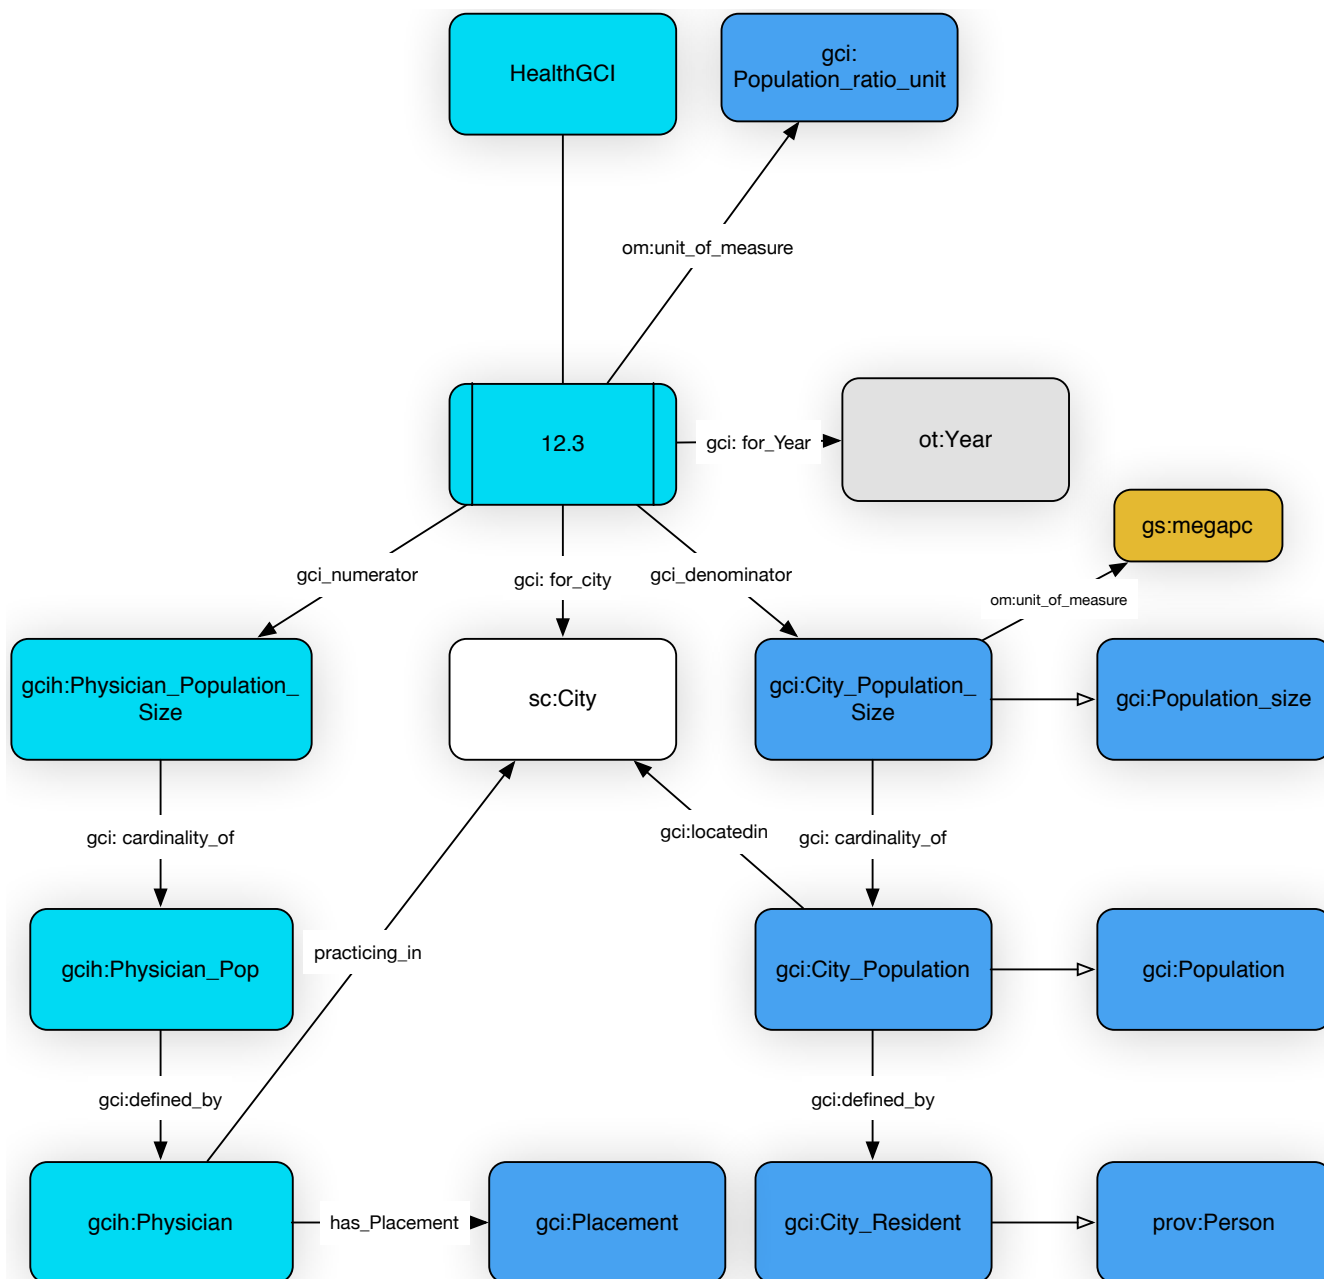 HealthGCI
gci:
Population_ratio_unit
om:unit_of_measure
12.3
gci: for_Year
ot:Year
gs:megapc
gci_numerator
gci: for_city
gci_denominator
om:unit_of_measure
gcih:Physician_Population_
Size
sc:City
gci:City_Population_
Size
gci:Population_size
gci: cardinality_of
gci:locatedin
gci: cardinality_of
practicing_in
gcih:Physician_Pop
gci:City_Population
gci:Population
gci:defined_by
gci:defined_by
gcih:Physician
has_Placement
gci:Placement
gci:City_Resident
prov:Person